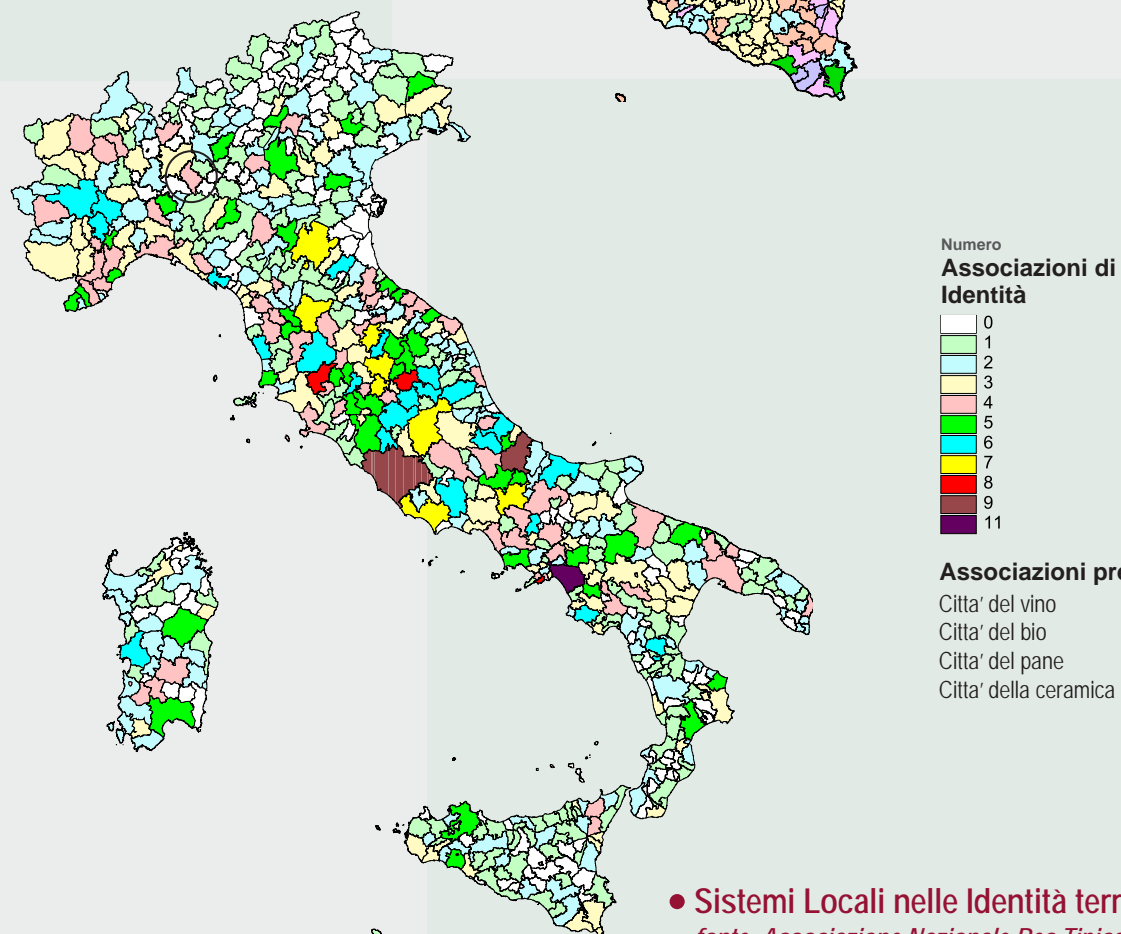 Numero
Associazioni di
Identità
0
1
2
3
4
5
6
7
8
9
11
Associazioni pre
Citta' del vino
Citta' del bio
Citta' del pane
Citta' della ceramica
• Sistemi Locali nelle Identità terr